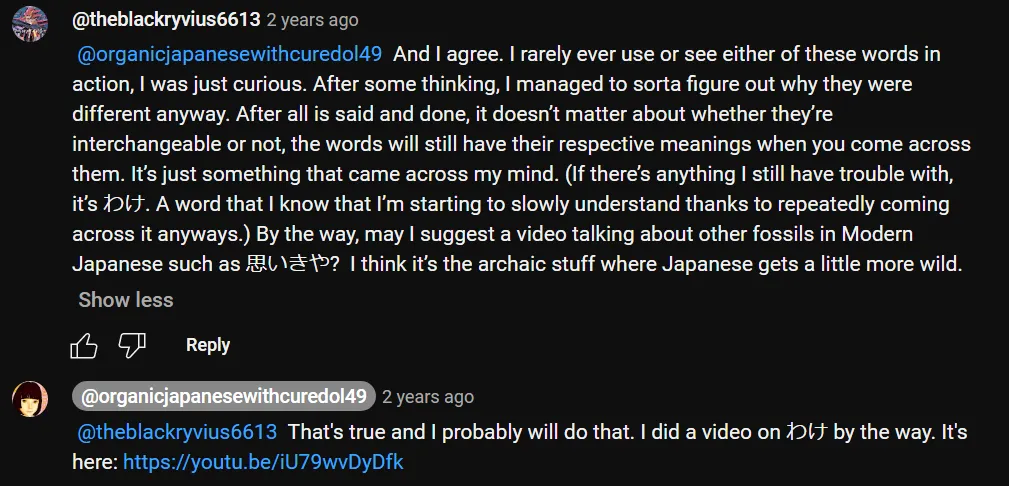 @theblackryvius6613 2 years ago
@organicjapanesewithcuredol49 And I agree. I rarely ever use or see either of these words in
action, I was just curious. After some thinking, I managed to sorta figure out why they were
different anyway. After all is said and done, it doesn’t matter about whether they’re
interchangeable or not, the words will still have their respective meanings when you come across
them. It’s just something that came across my mind. (If there’s anything I still have trouble with,
it’s わけ. A word that I know that I’m starting to slowly understand thanks to repeatedly coming
across it anyways.) By the way, may I suggest a video talking about other fossils in Modern
Japanese such as 思いきや? I think it’s the archaic stuff where Japanese gets a little more wild.
Show less
Reply
@organicjapanesewithcuredol49 2 years ago
@theblackryvius6613 That's true and I probably will do that. I did a video on わけ by the way. It's
here: https://youtu.be/iU79wvDyDfk